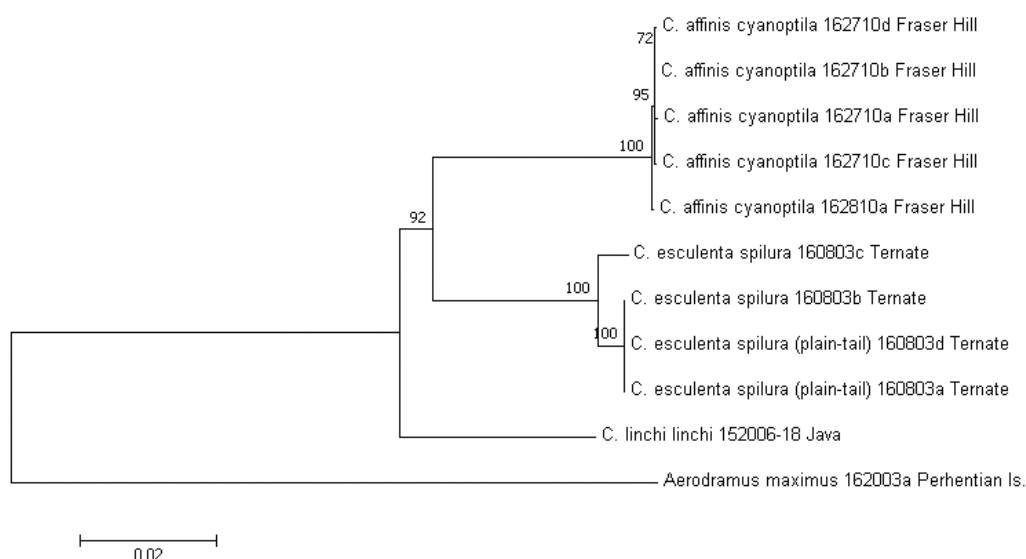 C. affinis cyanoptila 162710d Fraser Hill
72
C. affinis cyanoptila 162710b Fraser Hill
95
C. affinis cyanoptila 162710a Fraser Hill
100
C. affinis cyanoptila 162710c Fraser Hill
C. affinis cyanoptila 162810a Fraser Hill
92
C. esculenta spilura 160803c Ternate
100
C. esculenta spilura 160803b Ternate
100
C. esculenta spilura (plain-tail) 160803d Ternate
C. esculenta spilura (plain-tail) 160803a Ternate
C. linchi linchi 152006-18 Java
Aerodramus maximus 162003a Perhentian Is.
0.02